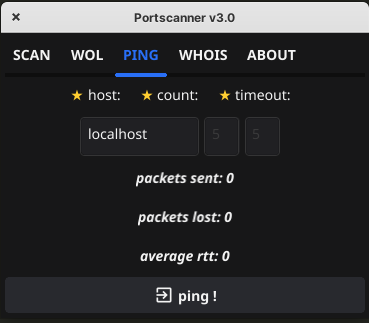 Portscanner v3.0
SCAN WOL PING WHOIS ABOUT
★ host: ★ count: ★ timeout:
localhost 5 5
packets sent: 0
packets lost: 0
average rtt: 0
ping !